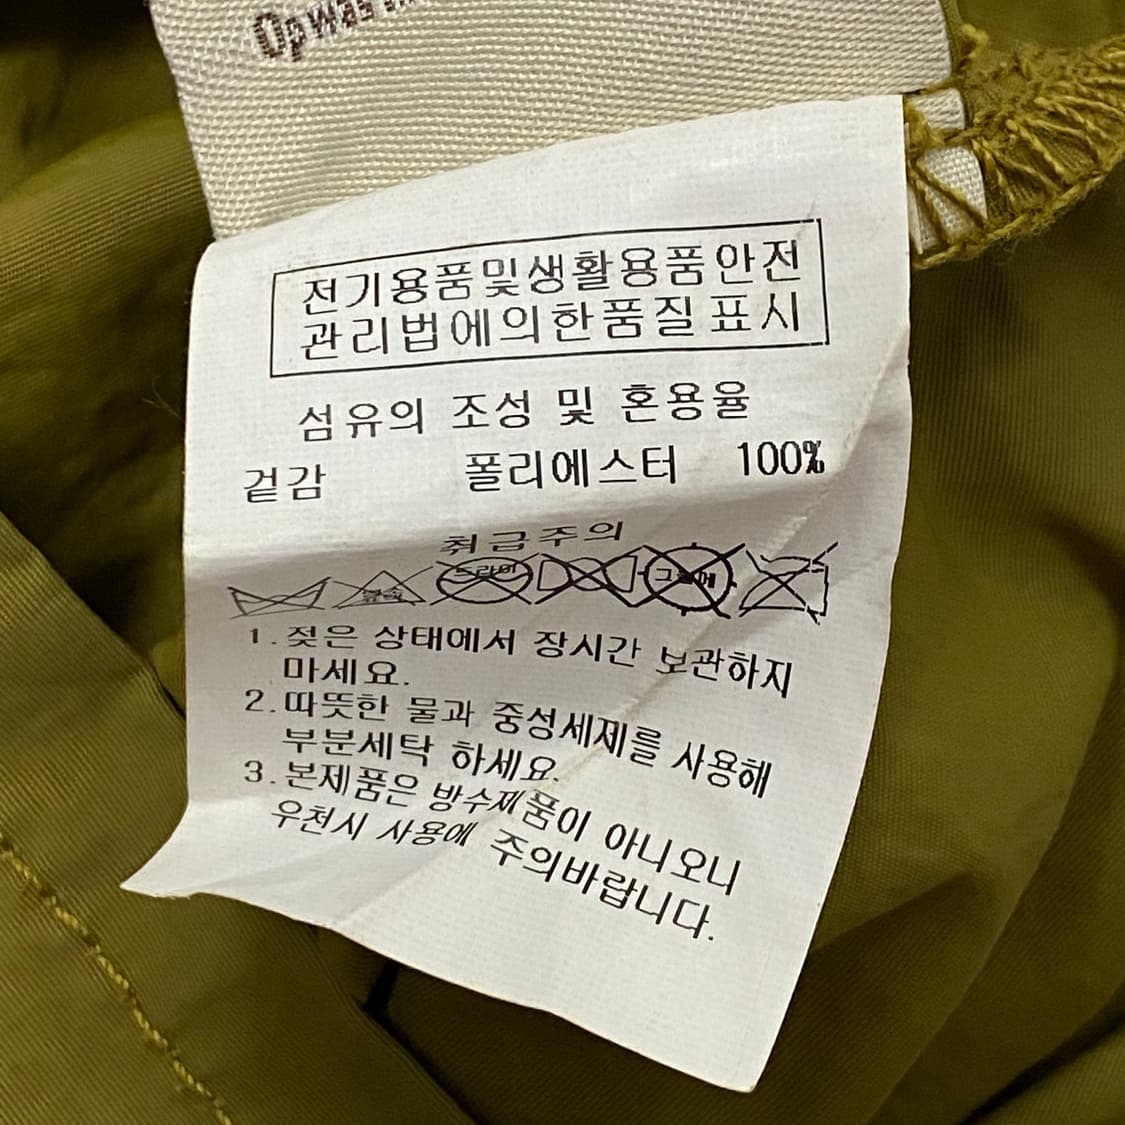 Op was
전기용품및생활용품안전
관리법에의한품질표시
섬유의 조성 및 혼용율
겉감 폴리에스터 100%
취급주의
드라이
1. 젖은 상태에서 장시간 보관하지
마세요.
2. 따뜻한 물과 중성세제를 사용해
부분세탁 하세요.
3. 본제품은 방수제품이 아니오니
우천시 사용에 주의바랍니다.